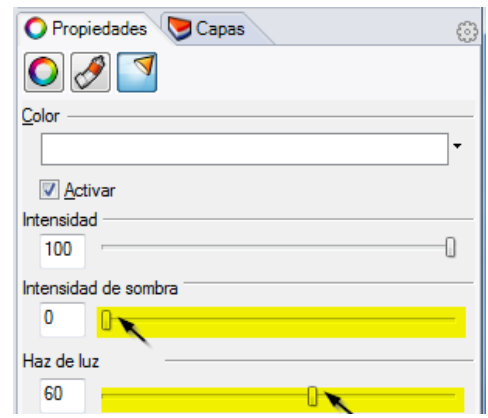 Propiedades Capas
Color
Activar
Intensidad
100
Intensidad de sombra
0
Haz de luz
60